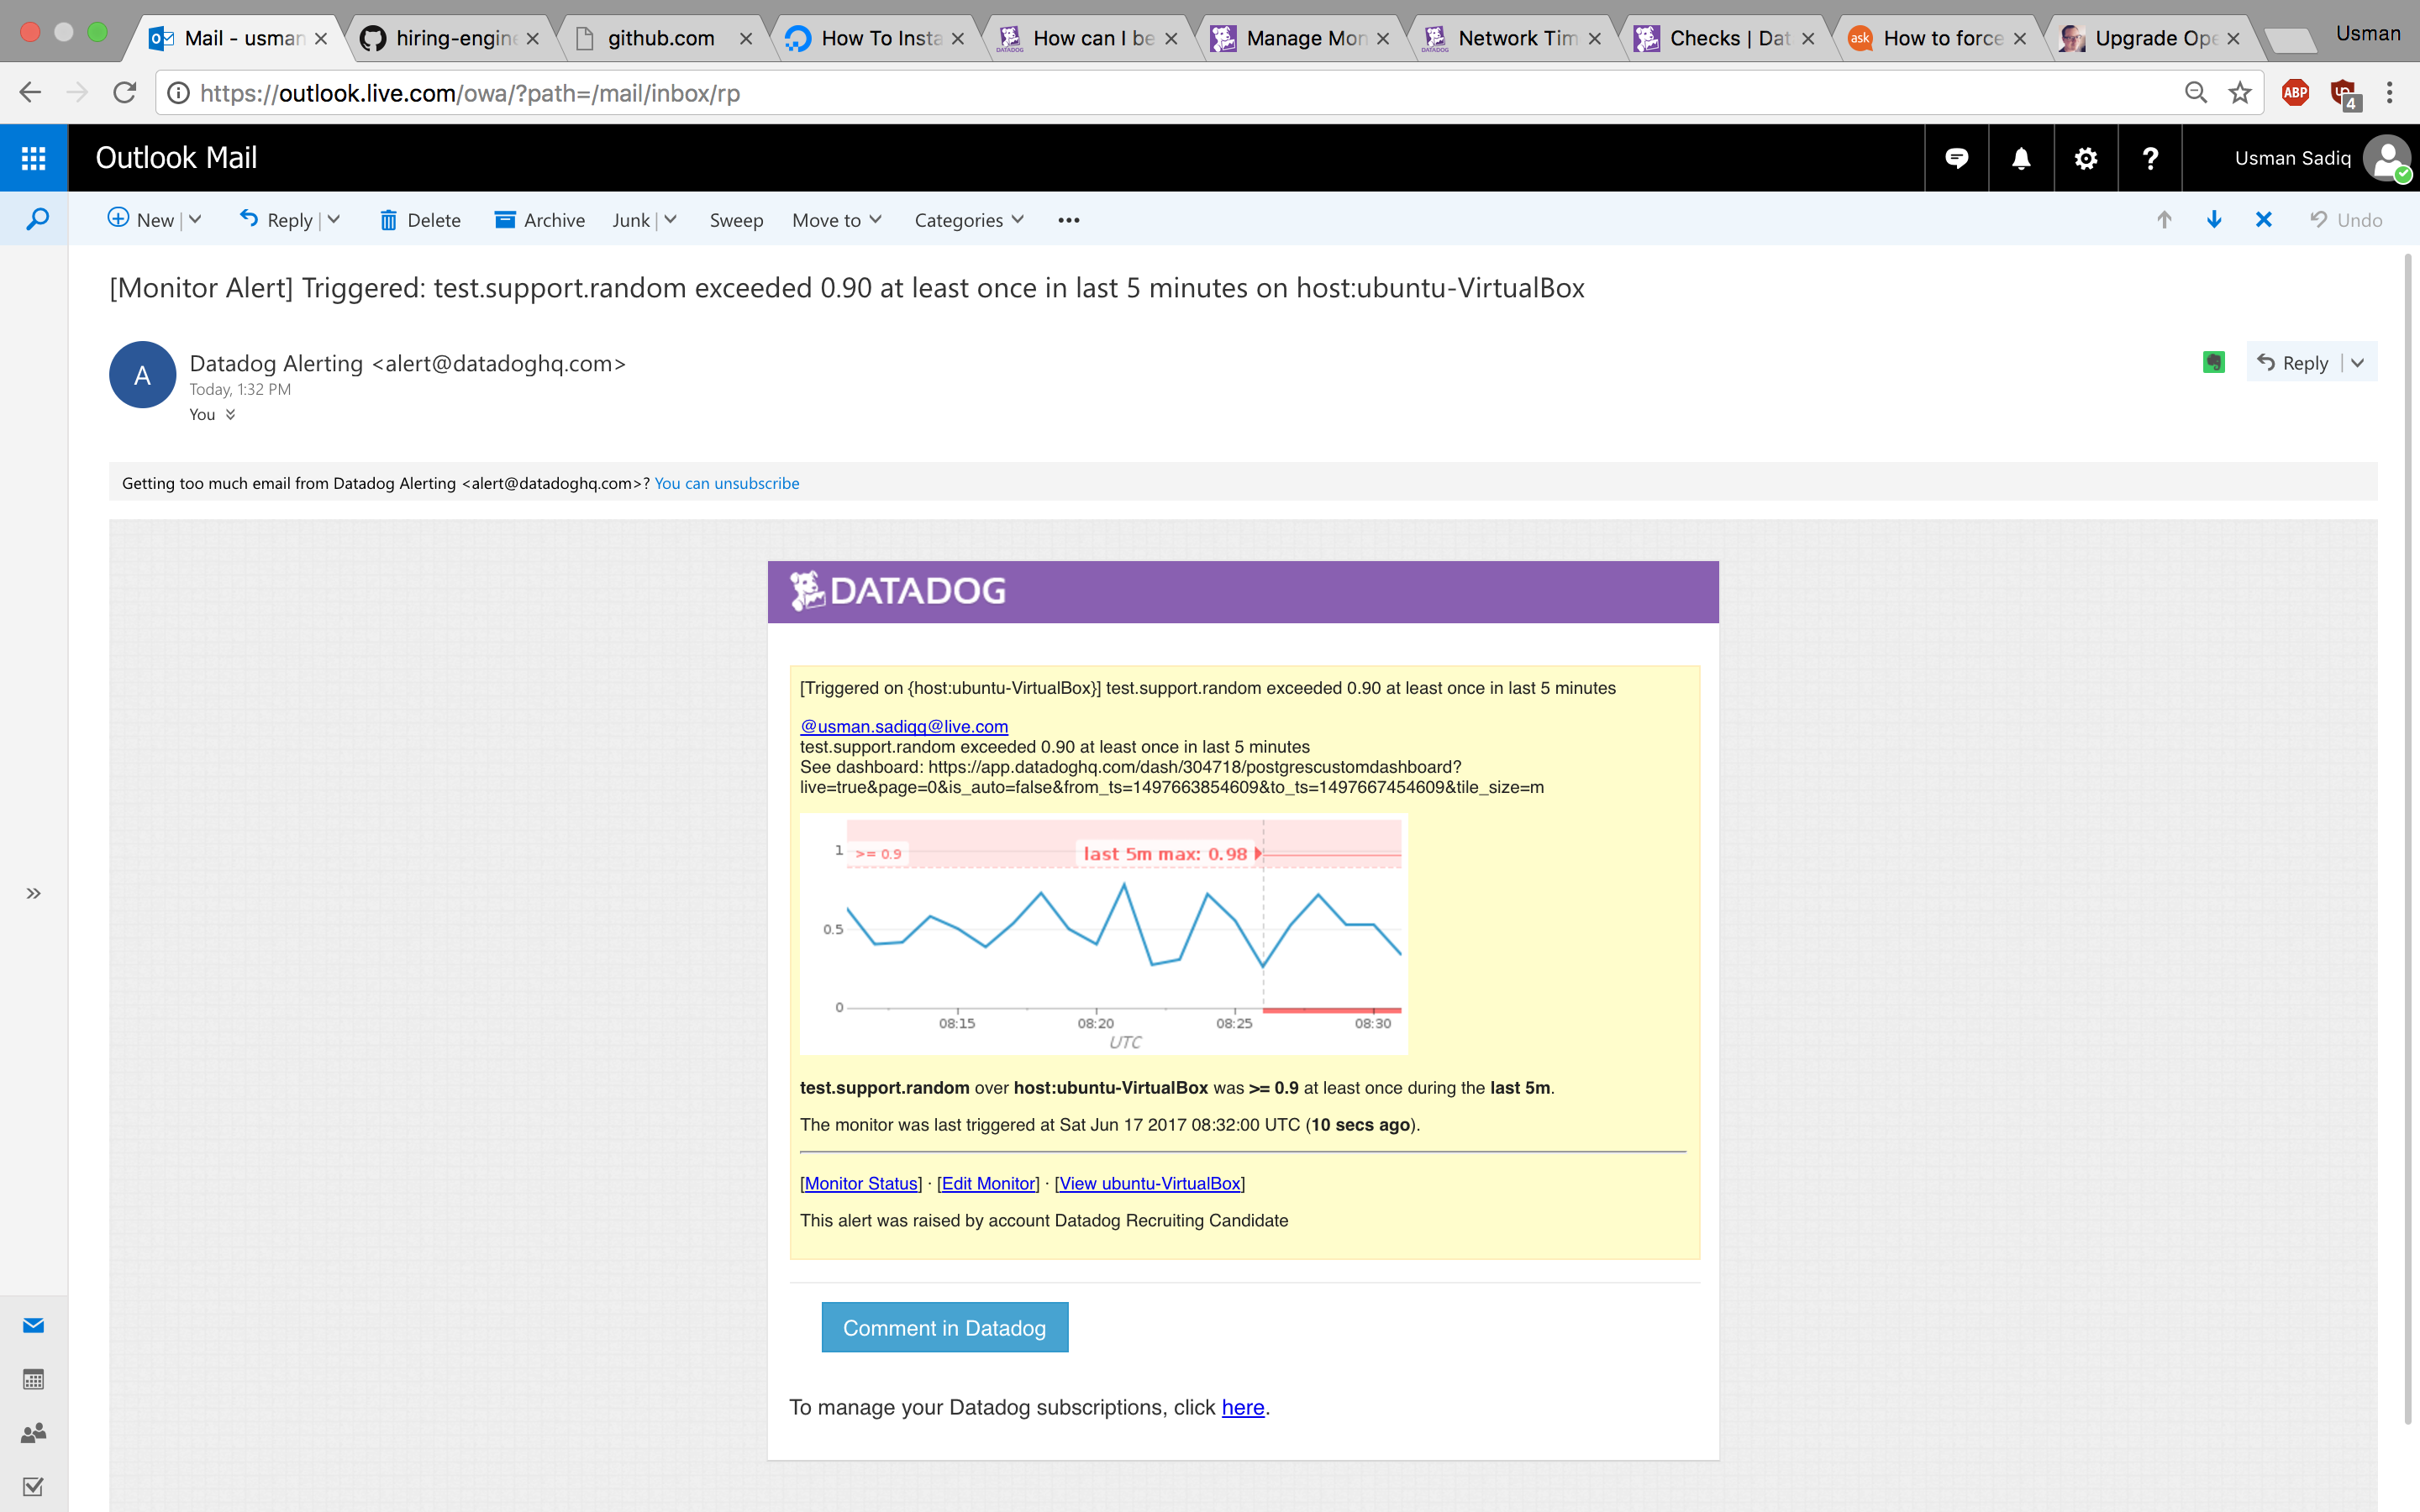 Mail - usman
hiring-engine
github.com
How To Insta
How can I be
Manage Mon
Network Tim
Checks | Dat
ask
How to force
Upgrade Ope
Usman
https://outlook.live.com/owa/?path=/mail/inbox/rp
ABP
4
Outlook Mail
Usman Sadiq
New
Reply
Delete
Archive
Junk
Sweep
Move to
Categories
Undo
[Monitor Alert] Triggered: test.support.random exceeded 0.90 at least once in last 5 minutes on host:ubuntu-VirtualBox
A
Datadog Alerting <alert@datadoghq.com>
Today, 1:32 PM
You
Reply
Getting too much email from Datadog Alerting <alert@datadoghq.com>? You can unsubscribe
DATADOG
[Triggered on {host:ubuntu-VirtualBox}] test.support.random exceeded 0.90 at least once in last 5 minutes
@usman.sadiqq@live.com
test.support.random exceeded 0.90 at least once in last 5 minutes
See dashboard: https://app.datadoghq.com/dash/304718/postgrescustomdashboard?
live=true&page=0&is_auto=false&from_ts=1497663854609&to_ts=1497667454609&tile_size=m
1
>= 0.9
last 5m max: 0.98
0.5
0
08:15
08:20
08:25
08:30
UTC
test.support.random over host:ubuntu-VirtualBox was >= 0.9 at least once during the last 5m.
The monitor was last triggered at Sat Jun 17 2017 08:32:00 UTC (10 secs ago).
[Monitor Status] · [Edit Monitor] · [View ubuntu-VirtualBox]
This alert was raised by account Datadog Recruiting Candidate
Comment in Datadog
To manage your Datadog subscriptions, click here.